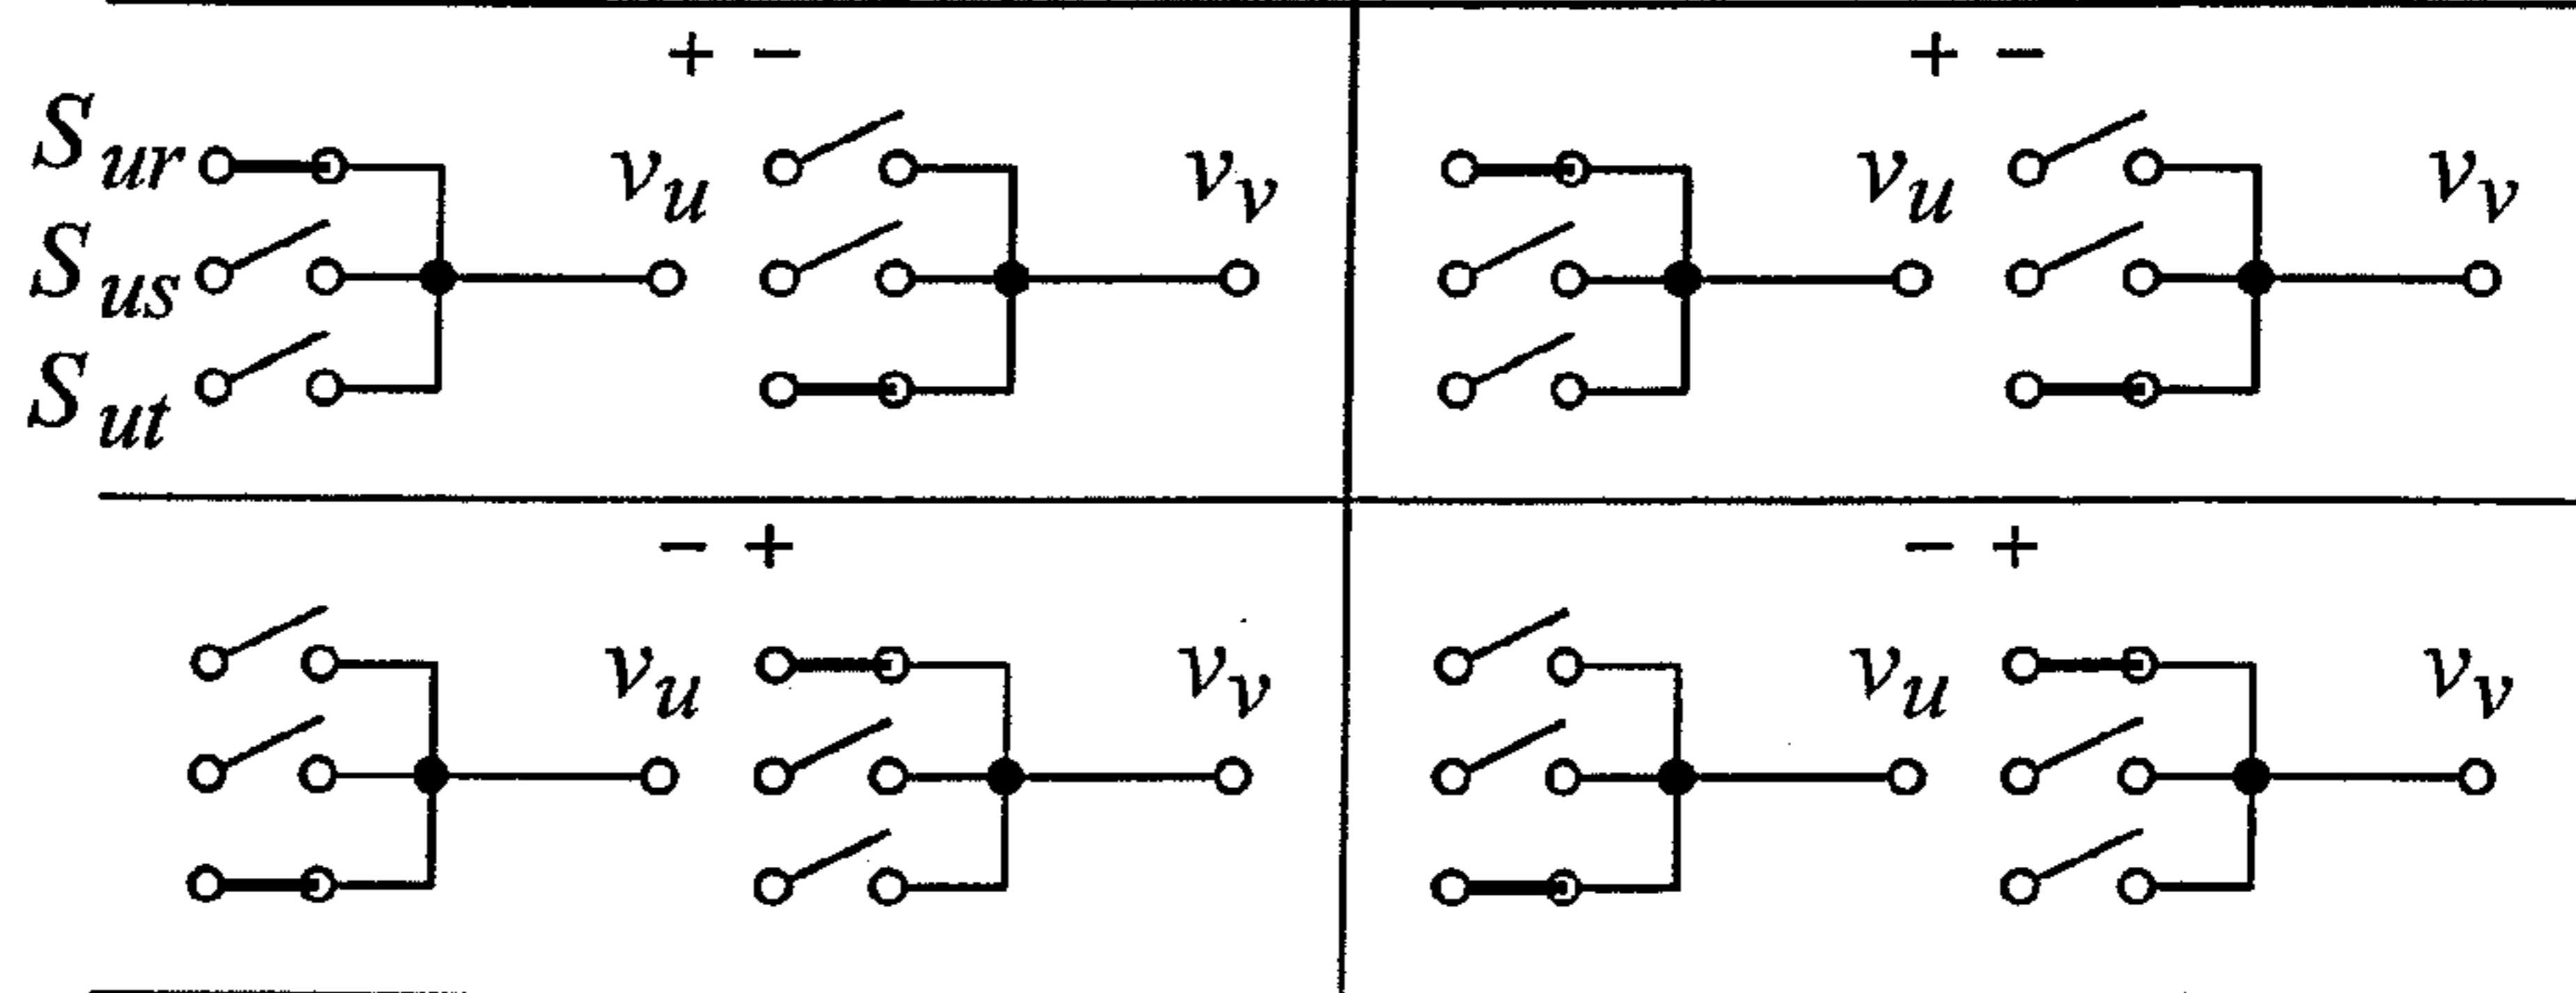 + − + −
S_ur v_u v_v v_u v_v
S_us
S_ut
− + − +
v_u v_v v_u v_v